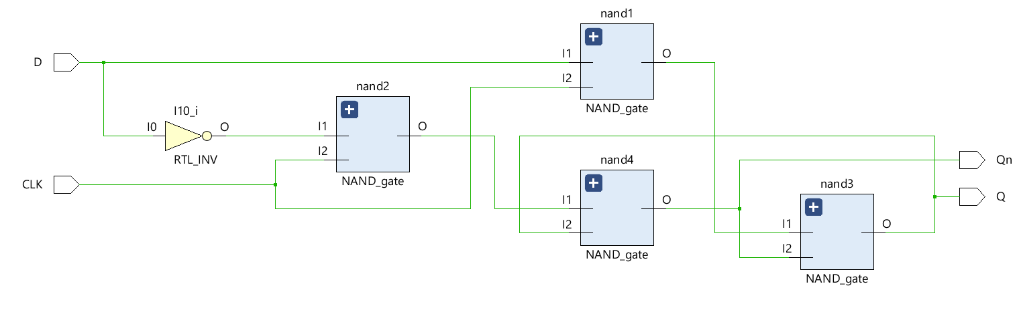 nand1
I1
O
D
I2
nand2
NAND_gate
I10_i
I0
O
I1
O
I2
RTL_INV
nand4
Qn
CLK
NAND_gate
nand3
I1
O
Q
I2
I1
O
NAND_gate
I2
NAND_gate